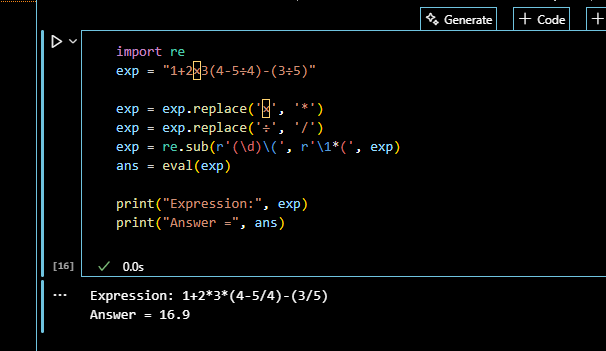 Generate + Code +
import re
exp = "1+2х3(4-5÷4)-(3÷5)"
exp = exp.replace('х', '*')
exp = exp.replace('÷', '/')
exp = re.sub(r'(\d)\(', r'\1*(', exp)
ans = eval(exp)
print("Expression:", exp)
print("Answer =", ans)
[16] ✓ 0.0s
... Expression: 1+2*3*(4-5/4)-(3/5)
Answer = 16.9